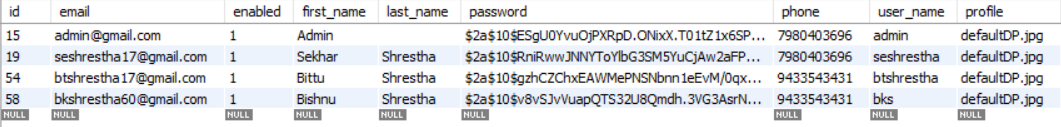 id email enabled first_name last_name password phone user_name profile
15 admin@gmail.com 1 Admin $2a$10$ESgU0YvuOjPXRpD.ONixX.T01tZ1x6SP... 7980403696 admin defaultDP.jpg
19 seshrestha17@gmail.com 1 Sekhar Shrestha $2a$10$RniRwwJNNYToYlbG3SM5YuCjAw2aFP... 7980403696 seshrestha defaultDP.jpg
54 btshrestha17@gmail.com 1 Bittu Shrestha $2a$10$gzhCZChxEAWMePNSNbnn1eEvM/0qx... 9433543431 btshrestha defaultDP.jpg
58 bkshrestha60@gmail.com 1 Bishnu Shrestha $2a$10$v8vSJvVuapQTS32U8Qmdh.3VG3AsrN... 9433543431 bks defaultDP.jpg
NULL NULL NULL NULL NULL NULL NULL NULL NULL